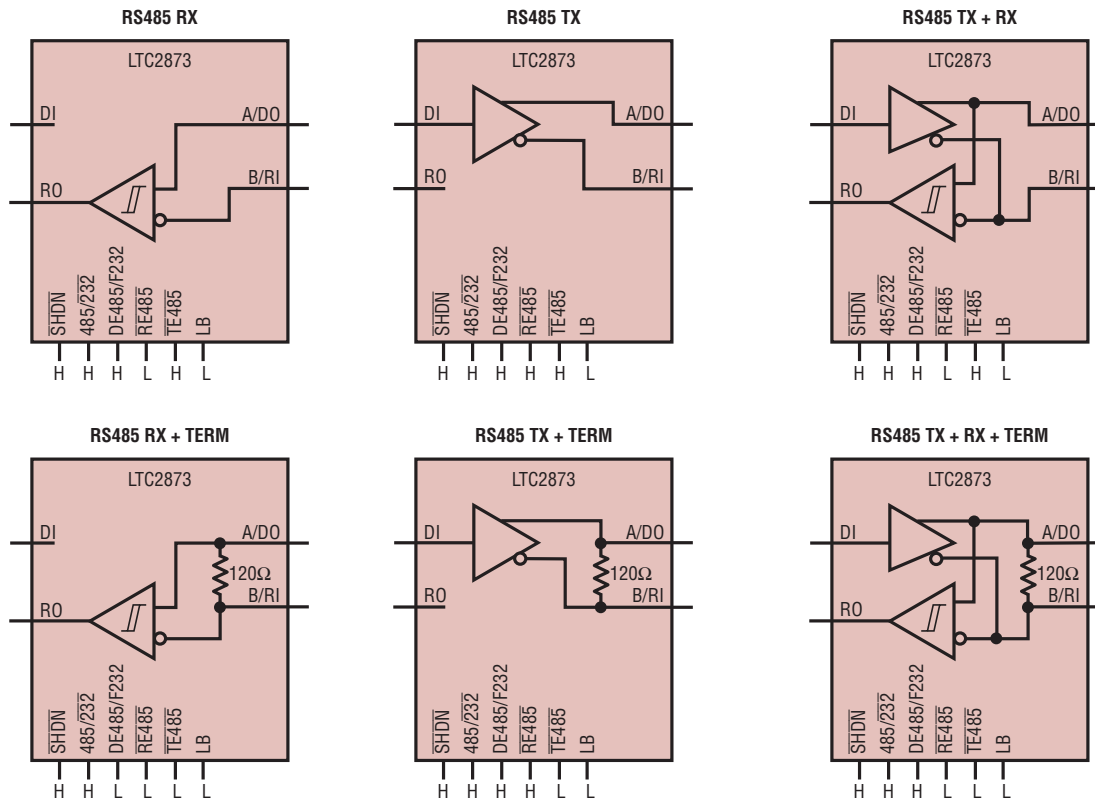 RS485 RX
LTC2873
DI
A/DO
B/RI
RO
SHDN
485/232
DE485/F232
RE485
TE485
LB
H H H L H L
RS485 TX
LTC2873
DI
A/DO
RO
B/RI
SHDN
485/232
DE485/F232
RE485
TE485
LB
H H H H H L
RS485 TX + RX
LTC2873
DI
A/DO
B/RI
RO
SHDN
485/232
DE485/F232
RE485
TE485
LB
H H H L H L
RS485 RX + TERM
LTC2873
DI
A/DO
120Ω
B/RI
RO
SHDN
485/232
DE485/F232
RE485
TE485
LB
H H L L L L
RS485 TX + TERM
LTC2873
DI
A/DO
120Ω
RO
B/RI
SHDN
485/232
DE485/F232
RE485
TE485
LB
H H H H L L
RS485 TX + RX + TERM
LTC2873
DI
A/DO
120Ω
B/RI
RO
SHDN
485/232
DE485/F232
RE485
TE485
LB
H H H L L L